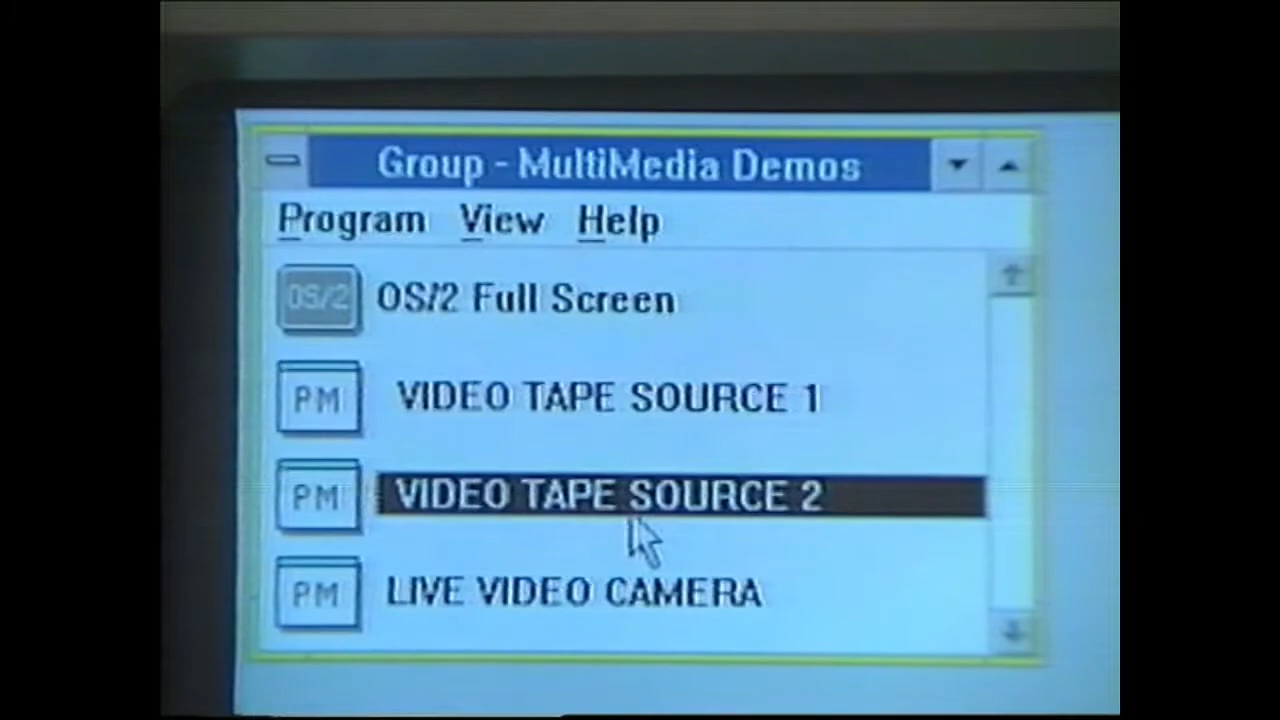 Group - MultiMedia Demos
Program View Help
OS/2 OS/2 Full Screen
PM VIDEO TAPE SOURCE 1
PM VIDEO TAPE SOURCE 2
PM LIVE VIDEO CAMERA